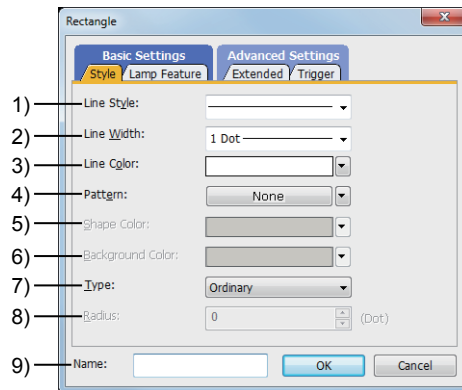 Rectangle
Basic Settings Advanced Settings
Style Lamp Feature Extended Trigger
1) Line Style:
2) Line Width: 1 Dot
3) Line Color:
4) Pattern: None
5) Shape Color:
6) Background Color:
7) Type: Ordinary
8) Radius: 0 (Dot)
9) Name: OK Cancel